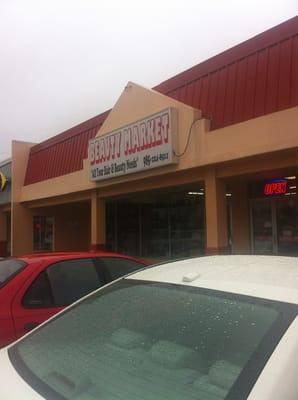 BEAUTY MARKET
"All Your Hair & Beauty Needs"
OPEN